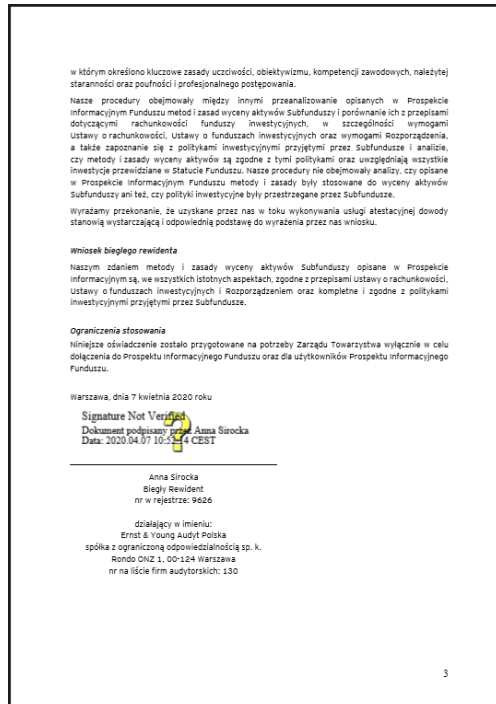 w którym określono kluczowe zasady uczciwości, obiektywizmu, kompetencji zawodowych, należytej
staranności oraz poufności i profesjonalnego postępowania.
Nasze procedury obejmowały między innymi przeanalizowanie opisanych w Prospekcie
Informacyjnym Funduszu metod i zasad wyceny aktywów Subfunduszy i porównanie ich z przepisami
dotyczącymi rachunkowości funduszy inwestycyjnych, w szczególności wymogami
Ustawy o rachunkowości, Ustawy o funduszach inwestycyjnych oraz wymogami Rozporządzenia,
a także zapoznanie się z politykami inwestycyjnymi przyjętymi przez Subfundusze i analizie,
czy metody i zasady wyceny aktywów są zgodne z tymi politykami oraz uwzględniają wszystkie
inwestycje przewidziane w Statucie Funduszu. Nasze procedury nie obejmowały analizy, czy opisane
w Prospekcie Informacyjnym Funduszu metody i zasady były stosowane do wyceny aktywów
Subfunduszy ani też, czy polityki inwestycyjne były przestrzegane przez Subfundusze.
Wyrażamy przekonanie, że uzyskane przez nas w toku wykonywania usługi atestacyjnej dowody
stanowią wystarczającą i odpowiednią podstawę do wyrażenia przez nas wniosku.
Wniosek biegłego rewidenta
Naszym zdaniem metody i zasady wyceny aktywów Subfunduszy opisane w Prospekcie
Informacyjnym są, we wszystkich istotnych aspektach, zgodne z przepisami Ustawy o rachunkowości,
Ustawy o funduszach inwestycyjnych i Rozporządzeniem oraz kompletne i zgodne z politykami
inwestycyjnymi przyjętymi przez Subfundusze.
Ograniczenia stosowania
Niniejsze oświadczenie zostało przygotowane na potrzeby Zarządu Towarzystwa wyłącznie w celu
dołączenia do Prospektu Informacyjnego Funduszu oraz dla użytkowników Prospektu Informacyjnego
Funduszu.
Warszawa, dnia 7 kwietnia 2020 roku
Signature Not Verified
Dokument podpisany przez Anna Sirocka
Data: 2020.04.07 10:52:14 CEST
Anna Sirocka
Biegły Rewident
nr w rejestrze: 9626
działający w imieniu:
Ernst & Young Audyt Polska
spółka z ograniczoną odpowiedzialnością sp. k.
Rondo ONZ 1, 00-124 Warszawa
nr na liście firm audytorskich: 130
3